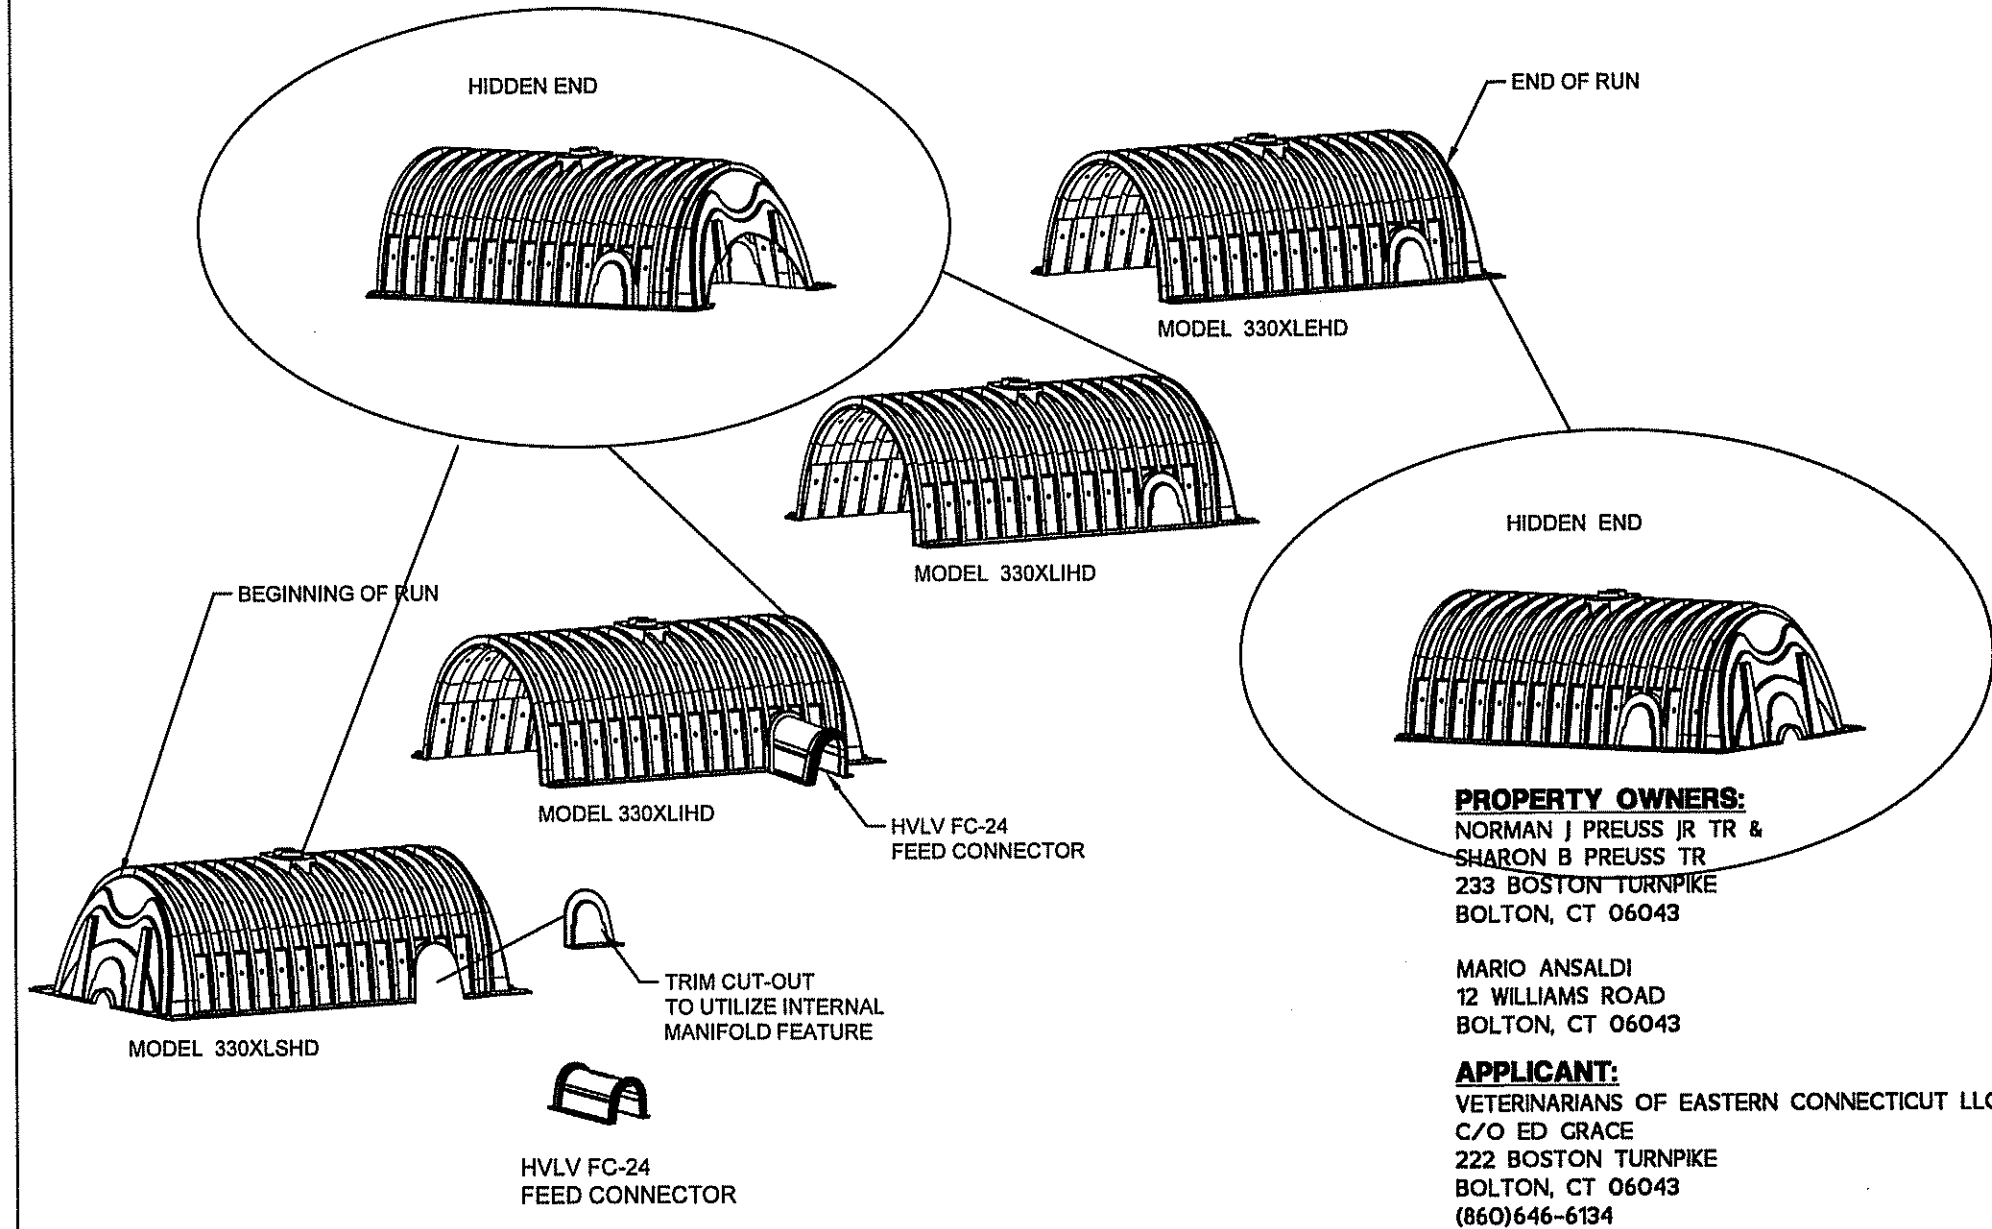 HIDDEN END
END OF RUN
MODEL 330XLEHD
MODEL 330XLIHD
HIDDEN END
BEGINNING OF RUN
MODEL 330XLIHD
HVLV FC-24
FEED CONNECTOR
MODEL 330XLSHD
TRIM CUT-OUT
TO UTILIZE INTERNAL
MANIFOLD FEATURE
HVLV FC-24
FEED CONNECTOR
PROPERTY OWNERS:
NORMAN J PREUSS JR TR &
SHARON B PREUSS TR
233 BOSTON TURNPIKE
BOLTON, CT 06043
MARIO ANSALDI
12 WILLIAMS ROAD
BOLTON, CT 06043
APPLICANT:
VETERINARIANS OF EASTERN CONNECTICUT LLC
C/O ED GRACE
222 BOSTON TURNPIKE
BOLTON, CT 06043
(860)646-6134